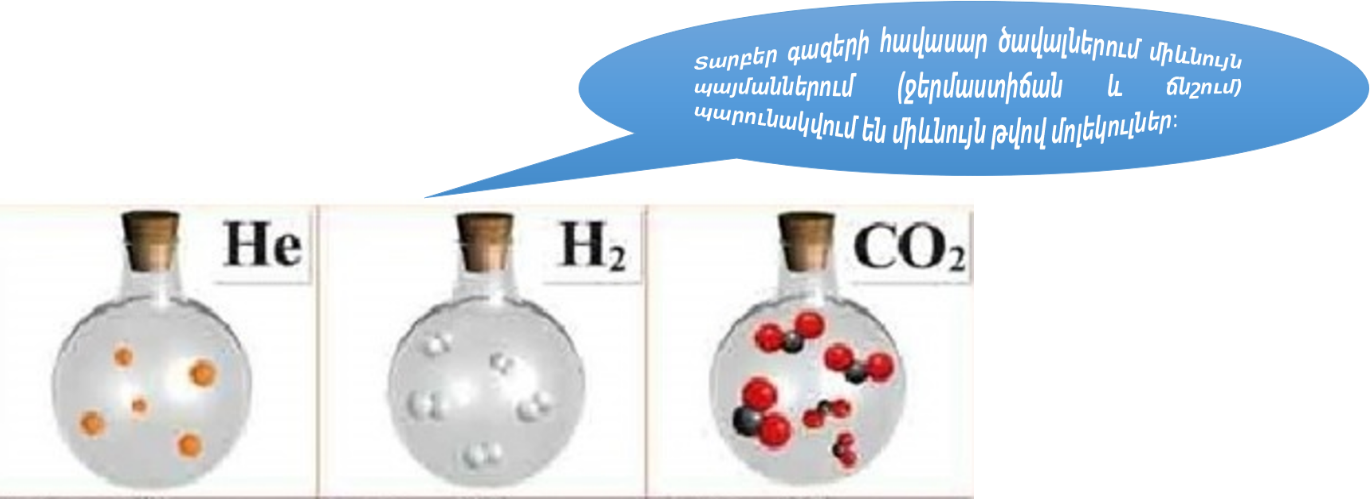 Տարբեր գազերի հավասար ծավալներում միևնույն
պայմաններում (ջերմաստիճան և ճնշում)
պարունակվում են միևնույն թվով մոլեկուլներ:
He
H₂
CO₂